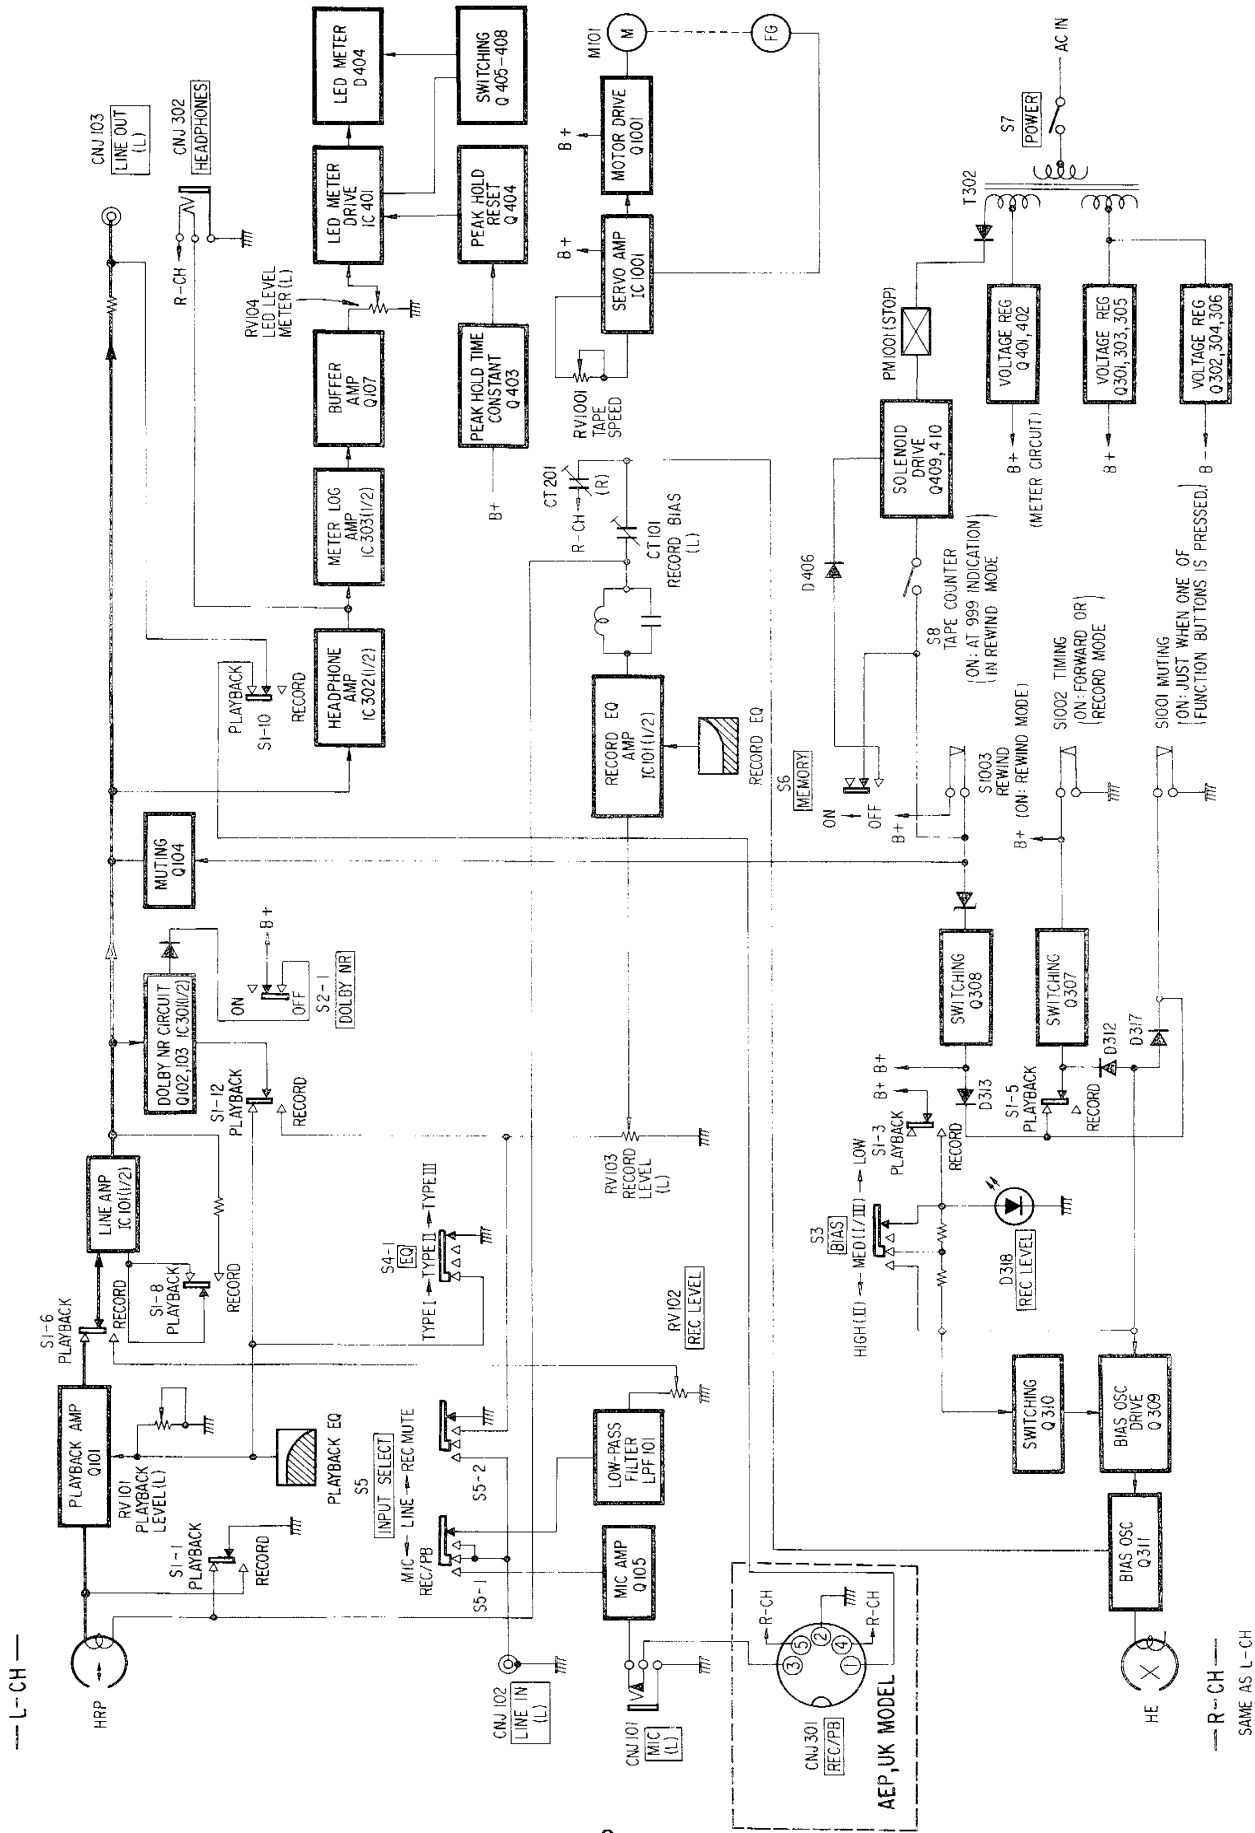 — L-CH —
HRP
S1-1
PLAYBACK
RECORD
PLAYBACK AMP
Q101
RV101
PLAYBACK
LEVEL(L)
PLAYBACK EQ
S1-6
PLAYBACK
RECORD
LINE AMP
IC101(1/2)
S1-8
PLAYBACK
RECORD
DOLBY NR CIRCUIT
Q102,103 IC301(1/2)
S1-12
PLAYBACK
RECORD
ON
OFF
B+
S2-1
DOLBY NR
MUTING
Q104
PLAYBACK
S1-10
RECORD
HEADPHONE
AMP
IC302(1/2)
METER LOG
AMP
IC303(1/2)
BUFFER
AMP
Q107
RV104
LED LEVEL
METER(L)
LED METER
DRIVE
IC401
LED METER
D404
R-CH
CNJ302
HEADPHONES
CNJ103
LINE OUT
(L)
B+
PEAK HOLD TIME
CONSTANT
Q403
PEAK HOLD
RESET
Q404
SWITCHING
Q405-408
S5
INPUT SELECT
MIC ↔ LINE → REC MUTE
REC/PB
S5-1
S5-2
S4-1
EQ
TYPE I ← TYPE II → TYPE III
CNJ102
LINE IN
(L)
CNJ101
MIC
(L)
MIC AMP
Q105
LOW-PASS
FILTER
LPF101
RV102
REC LEVEL
RV103
RECORD
LEVEL
(L)
RECORD EQ
AMP
IC101(1/2)
RECORD EQ
R-CH
CT201
(R)
CT101
RECORD BIAS
(L)
RV1001
TAPE
SPEED
SERVO AMP
IC1001
B+
MOTOR DRIVE
Q1001
B+
M101
M
FG
R-CH
R-CH
3
5
2
4
1
CNJ301
REC/PB
AEP,UK MODEL
HE
BIAS OSC
Q311
BIAS OSC
DRIVE
Q309
SWITCHING
Q310
S3
BIAS
HIGH(II) ← MED(I/III) → LOW
D318
REC LEVEL
S1-3
PLAYBACK
RECORD
B+
B+
D313
S1-5
PLAYBACK
RECORD
D312
D317
SWITCHING
Q308
SWITCHING
Q307
S6
MEMORY
ON
OFF
B+
S1003
REWIND
(ON: REWIND MODE)
B+
S1002 TIMING
(ON: FORWARD OR
RECORD MODE)
S1001 MUTING
(ON: JUST WHEN ONE OF
FUNCTION BUTTONS IS PRESSED.)
D406
S8
TAPE COUNTER
(ON: AT 999 INDICATION
IN REWIND MODE)
SOLENOID
DRIVE
Q409,410
PM1001(STOP)
B+
(METER CIRCUIT)
VOLTAGE REG
Q401,402
B+
VOLTAGE REG
Q301,303,305
B-
VOLTAGE REG
Q302,304,306
T302
S7
POWER
AC IN
— R-CH —
SAME AS L-CH